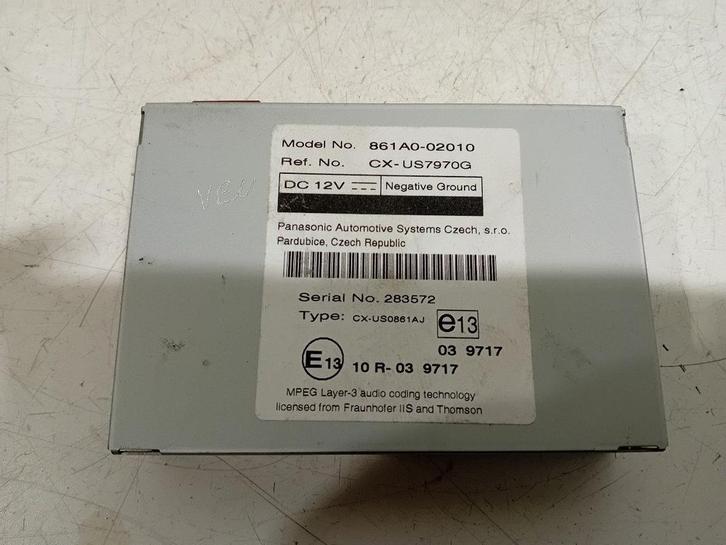 Model No. 861A0-02010
Ref. No. CX-US7970G
DC 12V Negative Ground
Panasonic Automotive Systems Czech, s.r.o.
Pardubice, Czech Republic
Serial No. 283572
Type: CX-US0861AJ e13
03 9717
E13 10 R-03 9717
MPEG Layer-3 audio coding technology
licensed from Fraunhofer IIS and Thomson